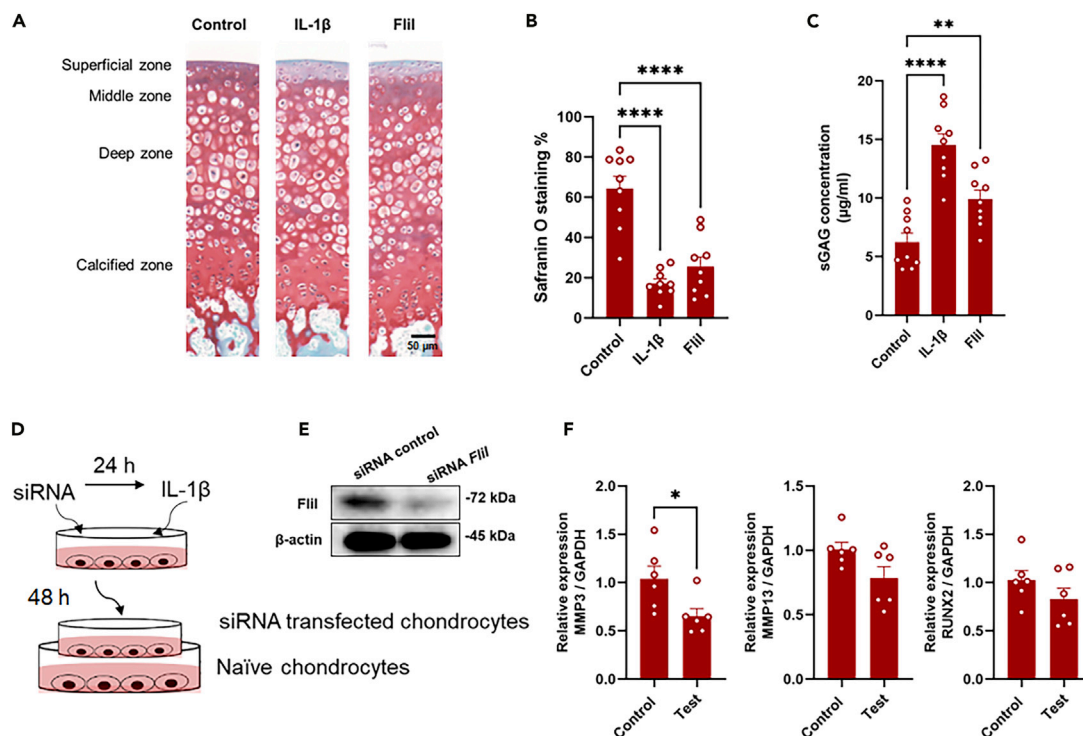 A
Control
IL-1β
FliI
Superficial zone
Middle zone
Deep zone
Calcified zone
50 µm
B
****
****
Safranin O staining %
100
80
60
40
20
0
Control
IL-1β
FliI
C
**
****
sGAG concentration
(µg/ml)
20
15
10
5
0
Control
IL-1β
FliI
D
24 h
siRNA
IL-1β
48 h
siRNA transfected chondrocytes
Naïve chondrocytes
E
siRNA control
siRNA FliI
FliI
-72 kDa
β-actin
-45 kDa
F
*
Relative expression
MMP3 / GAPDH
2.0
1.5
1.0
0.5
0.0
Control
Test
Relative expression
MMP13 / GAPDH
1.5
1.0
0.5
0.0
Control
Test
Relative expression
RUNX2 / GAPDH
2.0
1.5
1.0
0.5
0.0
Control
Test